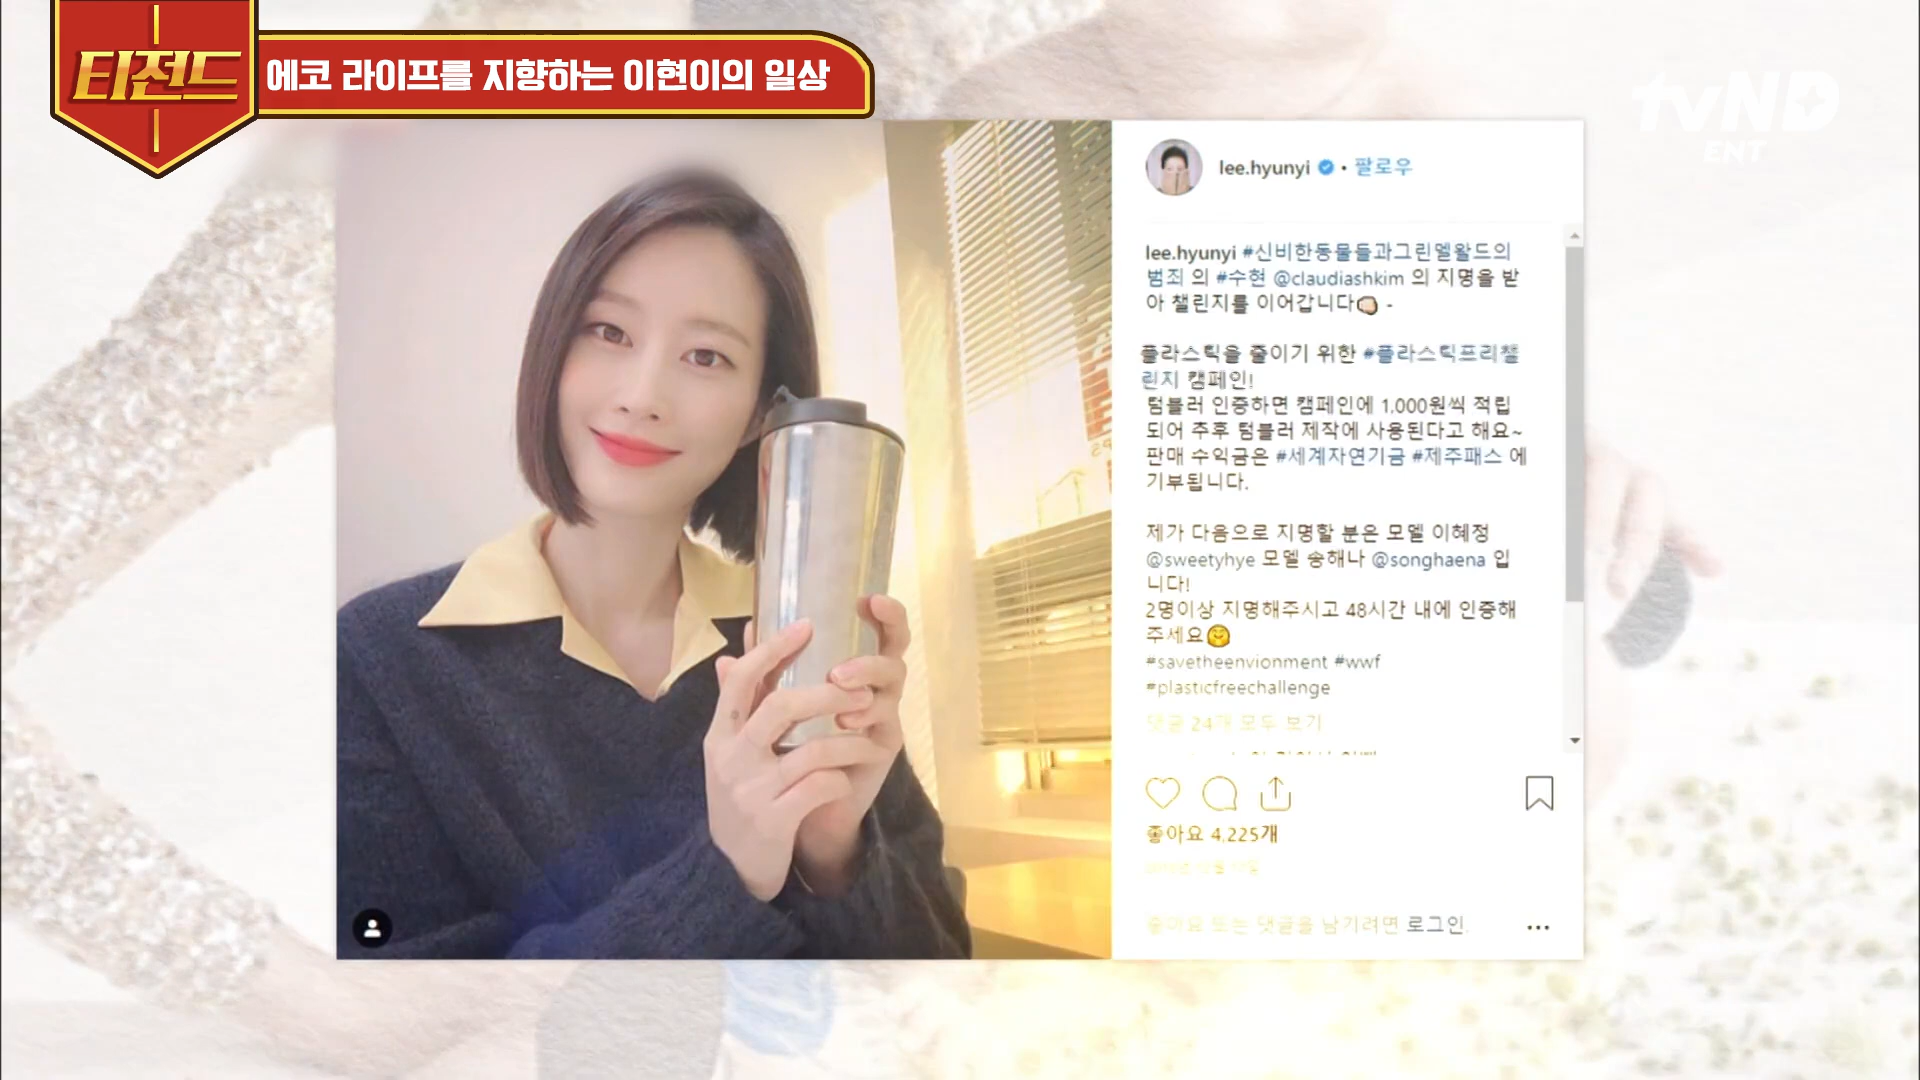 티전드
에코 라이프를 지향하는 이현이의 일상
tvND
ENT
lee.hyunyi • 팔로우
lee.hyunyi #신비한동물들과그린델왈드의
범죄 의 #수현 @claudiashkim 의 지명을 받
아 챌린지를 이어갑니다👊 -
플라스틱을 줄이기 위한 #플라스틱프리챌
린지 캠페인!
텀블러 인증하면 캠페인에 1,000원씩 적립
되어 추후 텀블러 제작에 사용된다고 해요~
판매 수익금은 #세계자연기금 #제주패스 에
기부됩니다.
제가 다음으로 지명할 분은 모델 이혜정
@sweetyhye 모델 송해나 @songhaena 입
니다!
2명이상 지명해주시고 48시간 내에 인증해
주세요🤗
#savetheenvionment #wwf
#plasticfreechallenge
댓글 24개 모두 보기
좋아요 4,225개
좋아요 또는 댓글을 남기려면 로그인.